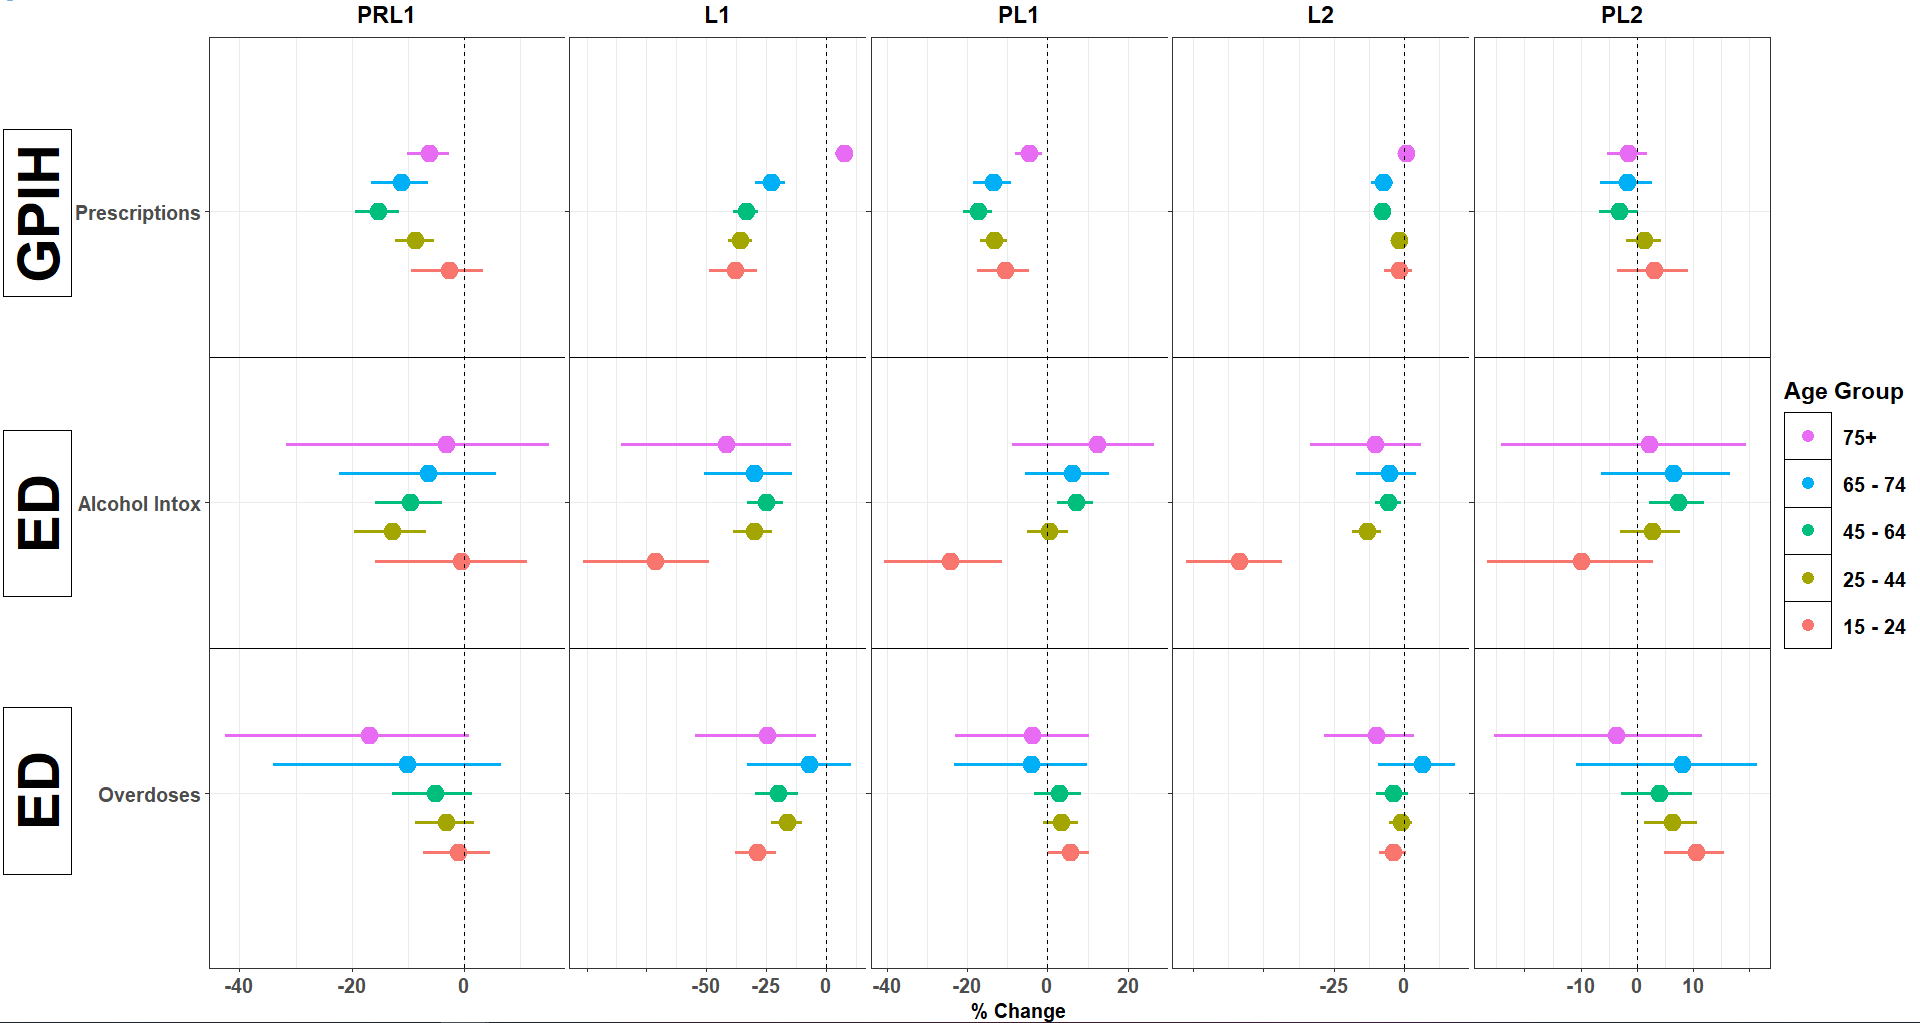 PRL1 L1 PL1 L2 PL2
GPIH
Prescriptions
ED
Alcohol Intox
ED
Overdoses
-40 -20 0 -50 -25 0 -40 -20 0 20 -25 0 -10 0 10
% Change
Age Group
75+
65 - 74
45 - 64
25 - 44
15 - 24